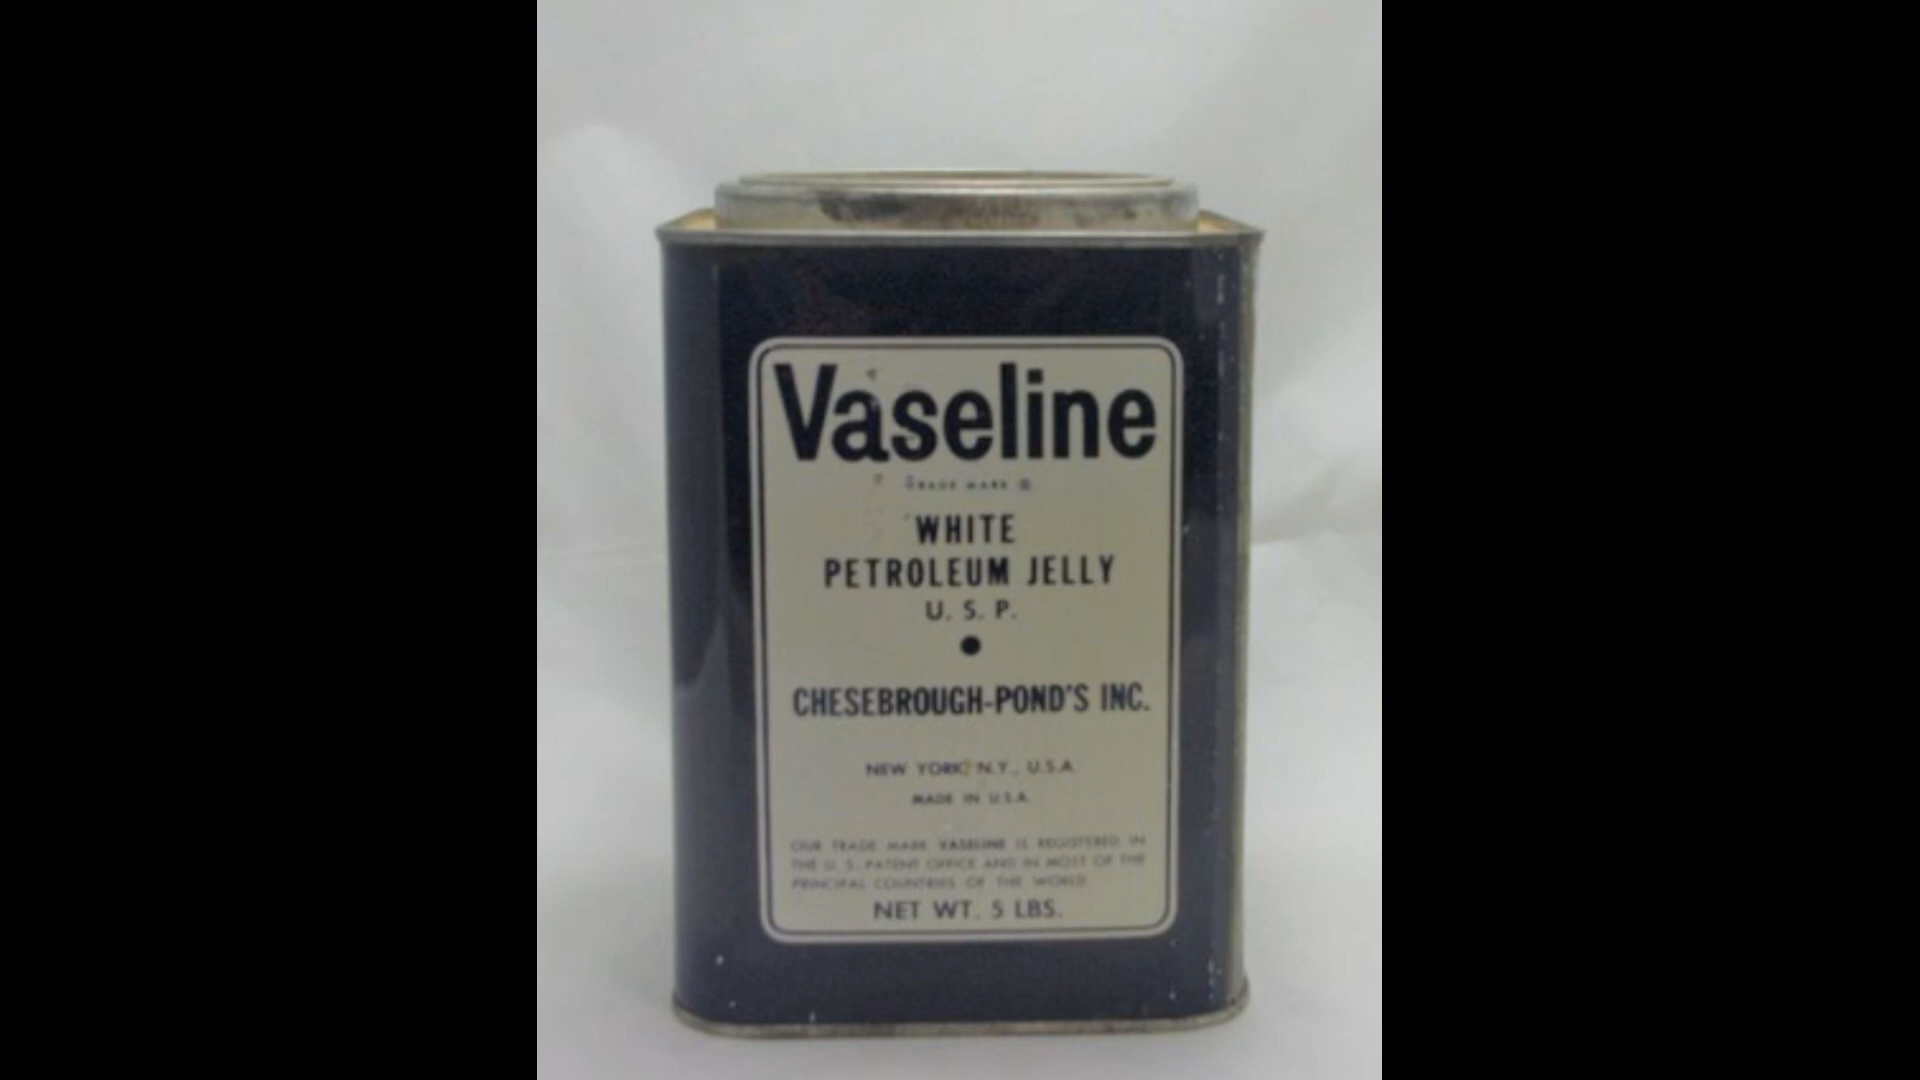 Vaseline
TRADE MARK ®
WHITE
PETROLEUM JELLY
U. S. P.
CHESEBROUGH-POND'S INC.
NEW YORK, N.Y., U.S.A.
MADE IN U.S.A.
OUR TRADE MARK VASELINE IS REGISTERED IN
THE U. S. PATENT OFFICE AND IN MOST OF THE
PRINCIPAL COUNTRIES OF THE WORLD.
NET WT. 5 LBS.